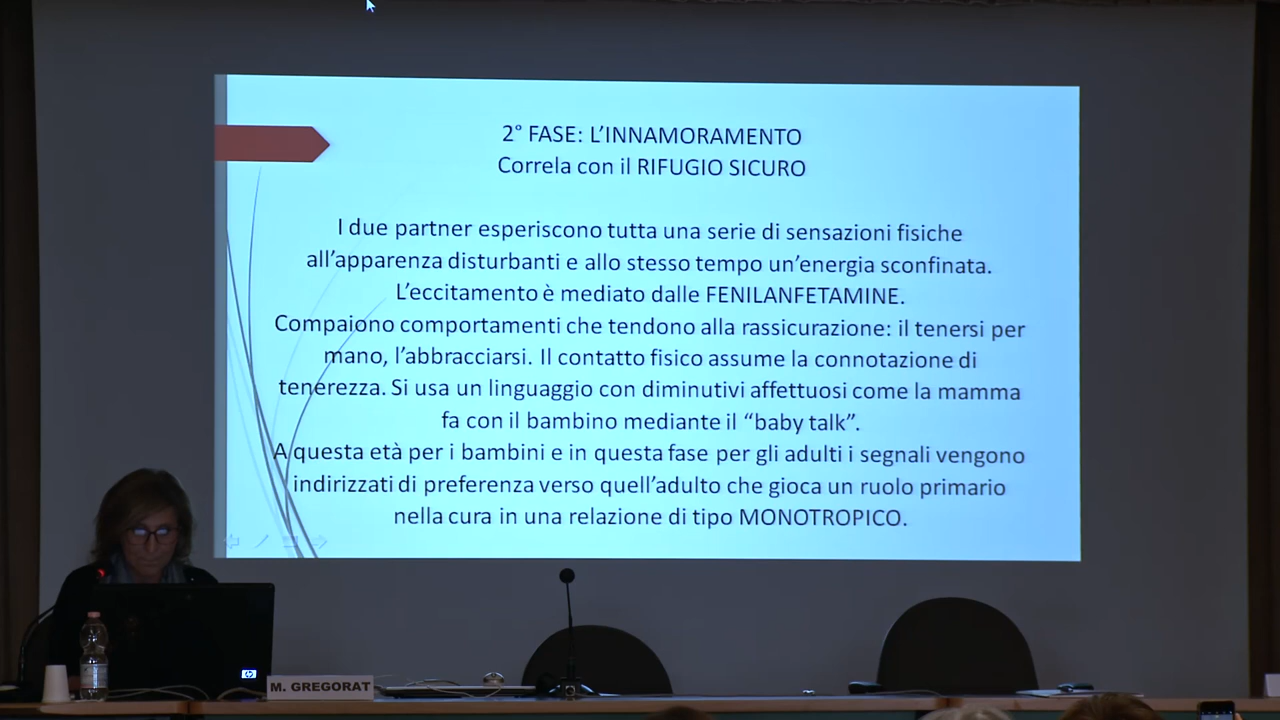 2° FASE: L’INNAMORAMENTO
Correla con il RIFUGIO SICURO
I due partner esperiscono tutta una serie di sensazioni fisiche
all’apparenza disturbanti e allo stesso tempo un’energia sconfinata.
L’eccitamento è mediato dalle FENILANFETAMINE.
Compaiono comportamenti che tendono alla rassicurazione: il tenersi per
mano, l’abbracciarsi. Il contatto fisico assume la connotazione di
tenerezza. Si usa un linguaggio con diminutivi affettuosi come la mamma
fa con il bambino mediante il “baby talk”.
A questa età per i bambini e in questa fase per gli adulti i segnali vengono
indirizzati di preferenza verso quell’adulto che gioca un ruolo primario
nella cura in una relazione di tipo MONOTROPICO.
hp
M. GREGORAT